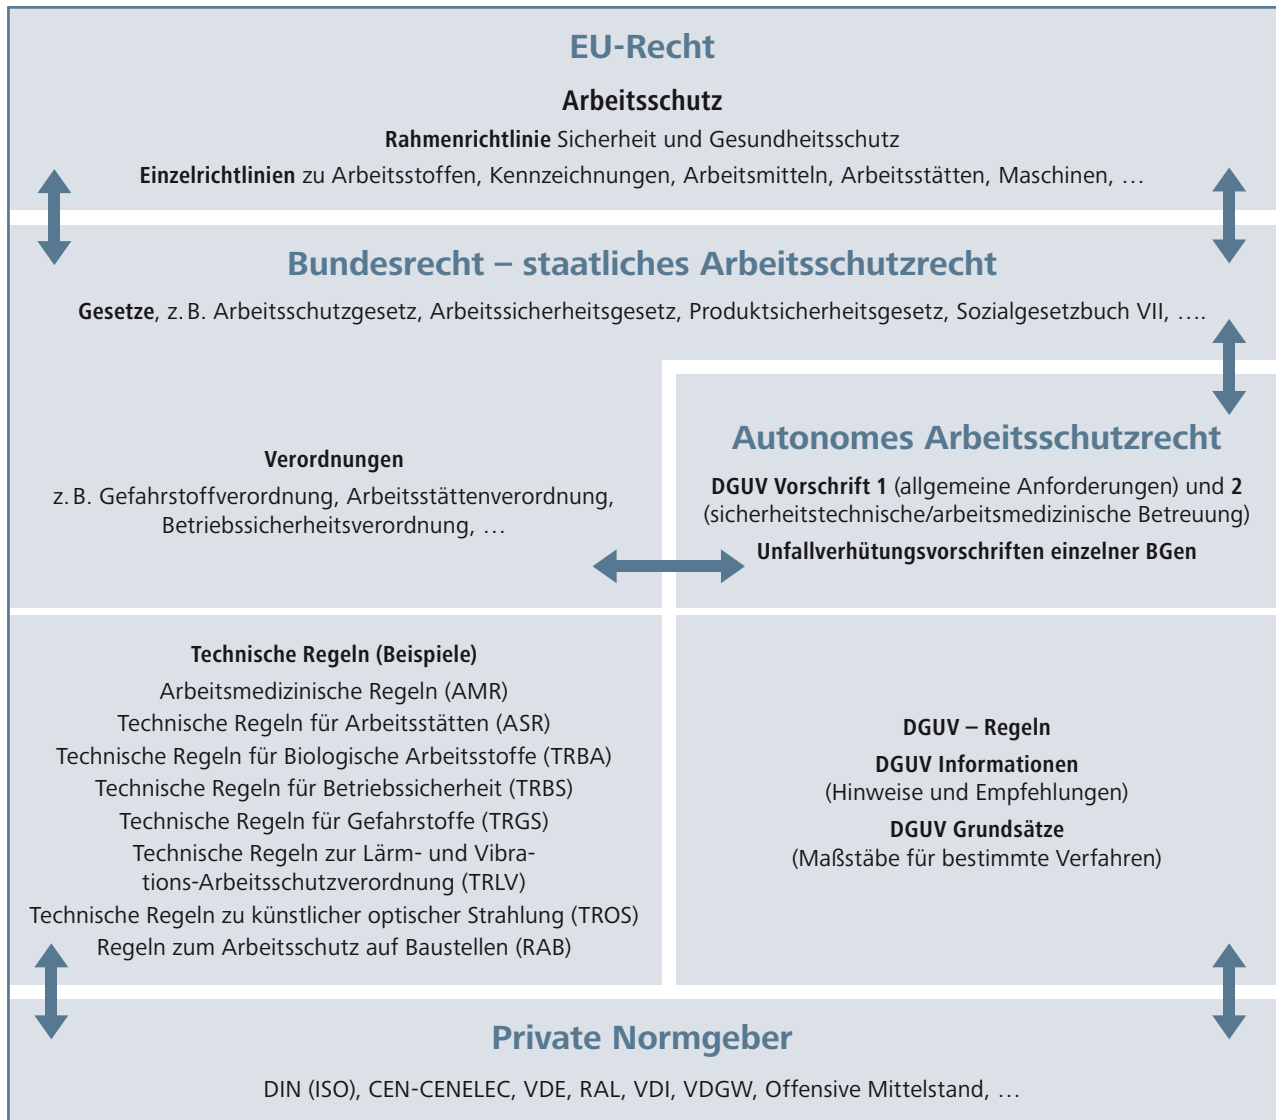 EU-Recht
Arbeitsschutz
Rahmenrichtlinie Sicherheit und Gesundheitsschutz
Einzelrichtlinien zu Arbeitsstoffen, Kennzeichnungen, Arbeitsmitteln, Arbeitsstätten, Maschinen, …
Bundesrecht – staatliches Arbeitsschutzrecht
Gesetze, z. B. Arbeitsschutzgesetz, Arbeitssicherheitsgesetz, Produktsicherheitsgesetz, Sozialgesetzbuch VII, ….
Verordnungen
z. B. Gefahrstoffverordnung, Arbeitsstättenverordnung,
Betriebssicherheitsverordnung, …
Autonomes Arbeitsschutzrecht
DGUV Vorschrift 1 (allgemeine Anforderungen) und 2
(sicherheitstechnische/arbeitsmedizinische Betreuung)
Unfallverhütungsvorschriften einzelner BGen
Technische Regeln (Beispiele)
Arbeitsmedizinische Regeln (AMR)
Technische Regeln für Arbeitsstätten (ASR)
Technische Regeln für Biologische Arbeitsstoffe (TRBA)
Technische Regeln für Betriebssicherheit (TRBS)
Technische Regeln für Gefahrstoffe (TRGS)
Technische Regeln zur Lärm- und Vibra-
tions-Arbeitsschutzverordnung (TRLV)
Technische Regeln zu künstlicher optischer Strahlung (TROS)
Regeln zum Arbeitsschutz auf Baustellen (RAB)
DGUV – Regeln
DGUV Informationen
(Hinweise und Empfehlungen)
DGUV Grundsätze
(Maßstäbe für bestimmte Verfahren)
Private Normgeber
DIN (ISO), CEN-CENELEC, VDE, RAL, VDI, VDGW, Offensive Mittelstand, …